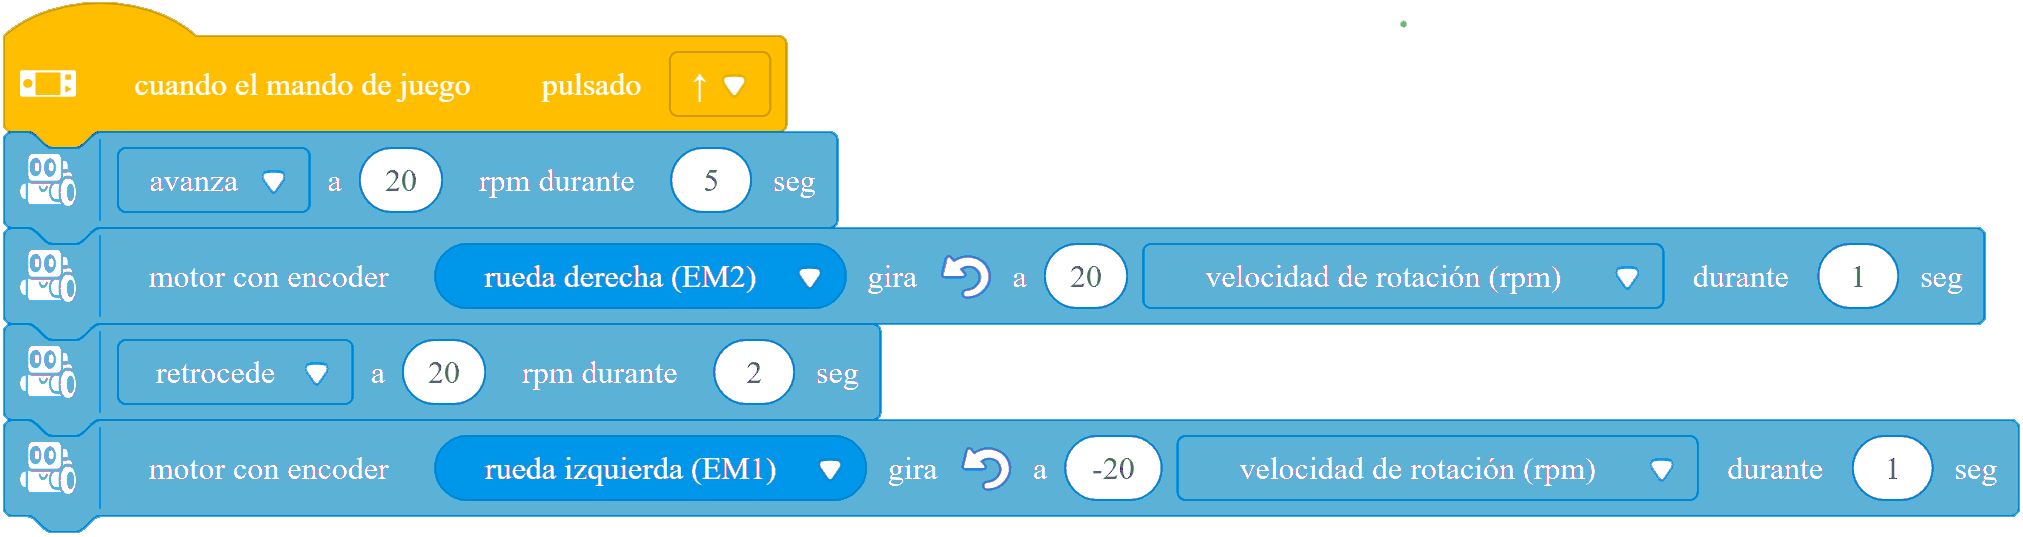 cuando el mando de juego pulsado ↑
avanza a 20 rpm durante 5 seg
motor con encoder rueda derecha (EM2) gira a 20 velocidad de rotación (rpm) durante 1 seg
retrocede a 20 rpm durante 2 seg
motor con encoder rueda izquierda (EM1) gira a -20 velocidad de rotación (rpm) durante 1 seg